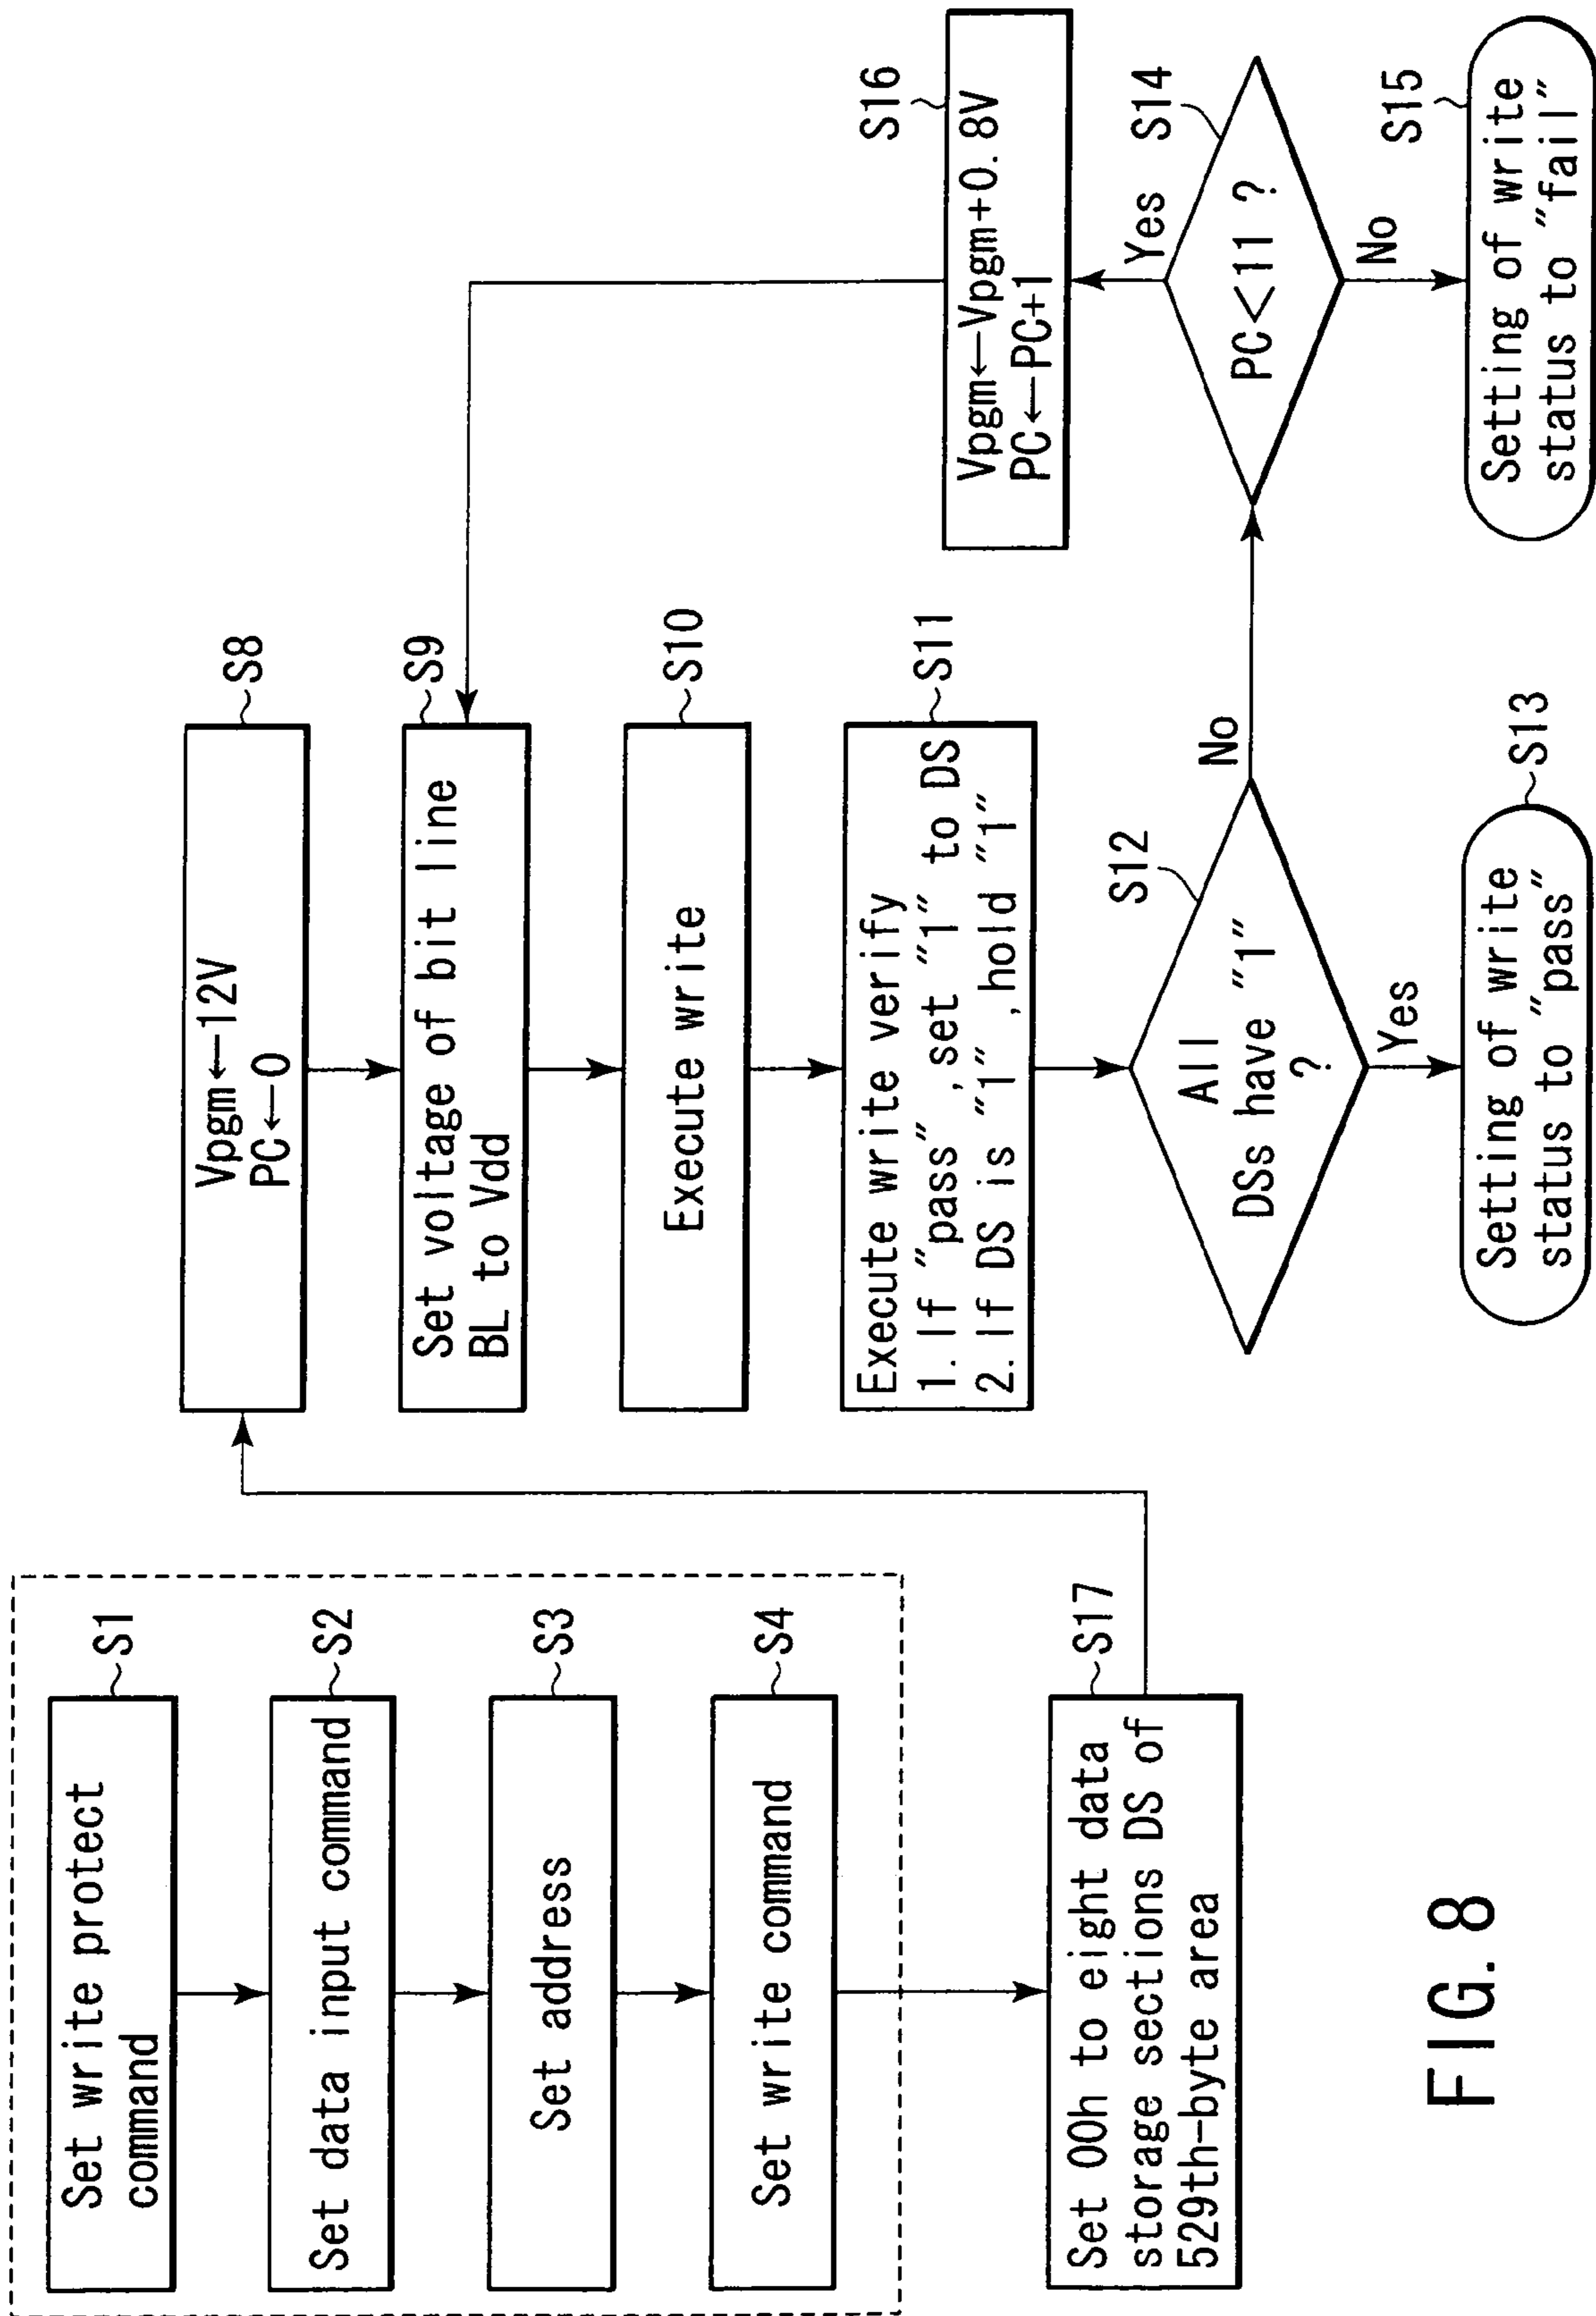 Set write protect
command
S1
Set data input command
S2
Set address
S3
Set write command
S4
Set 00h to eight data
storage sections DS of
529th-byte area
S17
Vpgm←12V
PC←0
S8
Set voltage of bit line
BL to Vdd
S9
Execute write
S10
Execute write verify
1. If "pass",set "1" to DS
2. If DS is "1",hold "1"
S11
All
DSs have "1"
?
S12
Yes
No
Setting of write
status to "pass"
S13
Vpgm←Vpgm+0.8V
PC←PC+1
S16
Yes
S14
PC<11 ?
No
Setting of write
status to "fail"
S15
FIG. 8